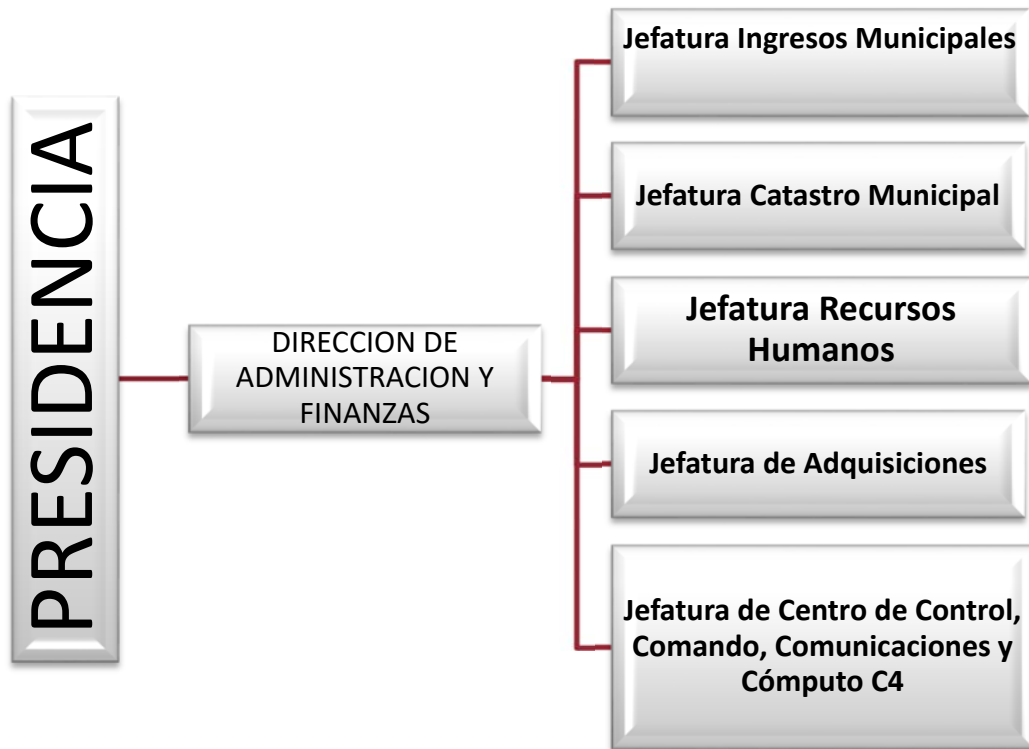 PRESIDENCIA
DIRECCION DE
ADMINISTRACION Y
FINANZAS
Jefatura Ingresos Municipales
Jefatura Catastro Municipal
Jefatura Recursos
Humanos
Jefatura de Adquisiciones
Jefatura de Centro de Control,
Comando, Comunicaciones y
Cómputo C4